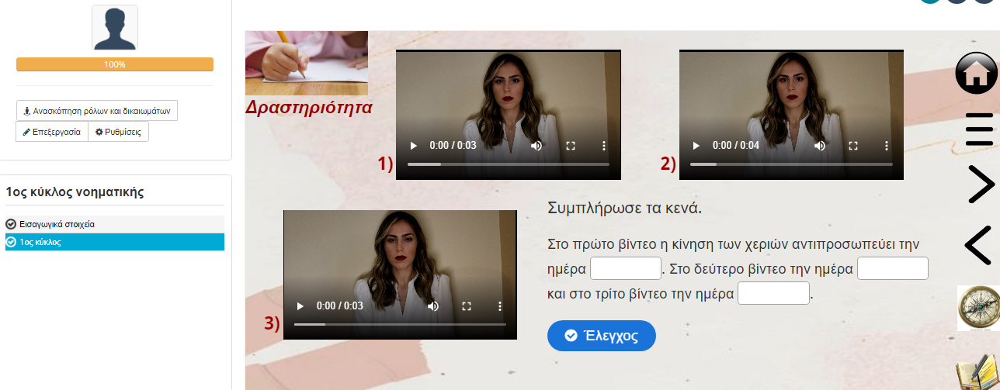 100%
Ανασκόπηση ρόλων και δικαιωμάτων
Επεξεργασία
Ρυθμίσεις
1ος κύκλος νοηματικής
Εισαγωγικά στοιχεία
1ος κύκλος
Δραστηριότητα
1)
0:00 / 0:03
2)
0:00 / 0:04
3)
0:00 / 0:03
Συμπλήρωσε τα κενά.
Στο πρώτο βίντεο η κίνηση των χεριών αντιπροσωπεύει την
ημέρα . Στο δεύτερο βίντεο την ημέρα
και στο τρίτο βίντεο την ημέρα .
Έλεγχος